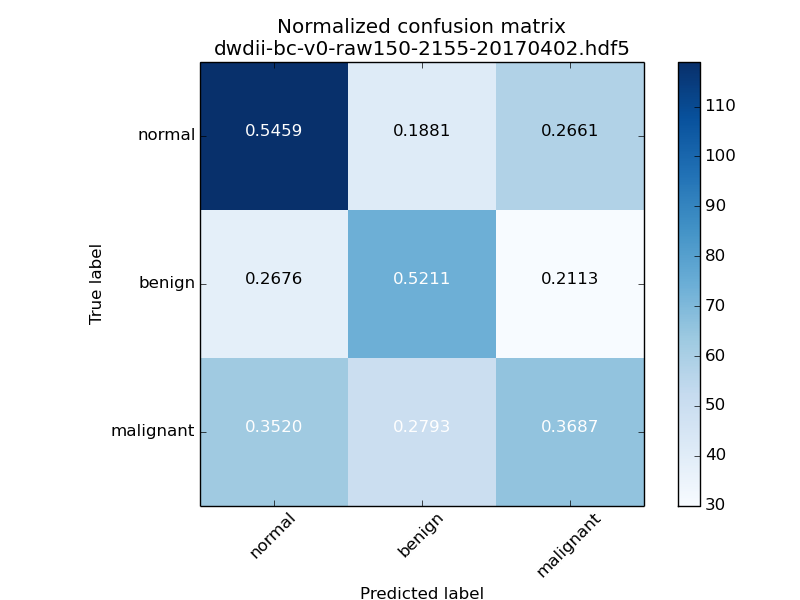 Normalized confusion matrix
dwdii-bc-v0-raw150-2155-20170402.hdf5
normal
0.5459 0.1881 0.2661
benign
0.2676 0.5211 0.2113
malignant
0.3520 0.2793 0.3687
True label
normal benign malignant
Predicted label
110
100
90
80
70
60
50
40
30